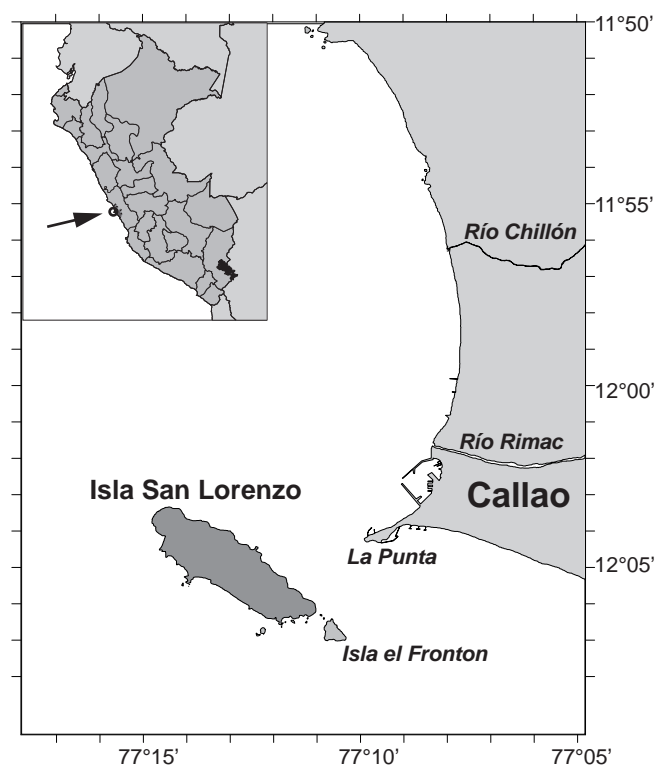 11°50'
11°55'
Río Chillón
12°00'
Río Rimac
Isla San Lorenzo
Callao
La Punta
12°05'
Isla el Fronton
77°15'
77°10'
77°05'